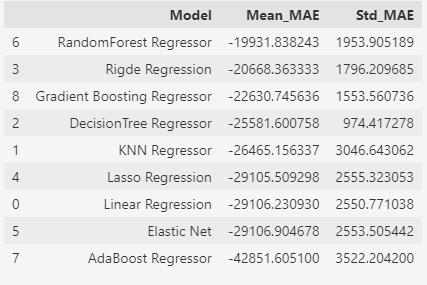 Model Mean_MAE Std_MAE
6 RandomForest Regressor -19931.838243 1953.905189
3 Rigde Regression -20668.363333 1796.209685
8 Gradient Boosting Regressor -22630.745636 1553.560736
2 DecisionTree Regressor -25581.600758 974.417278
1 KNN Regressor -26465.156337 3046.643062
4 Lasso Regression -29105.509298 2555.323053
0 Linear Regression -29106.230930 2550.771038
5 Elastic Net -29106.904678 2553.505442
7 AdaBoost Regressor -42851.605100 3522.204200